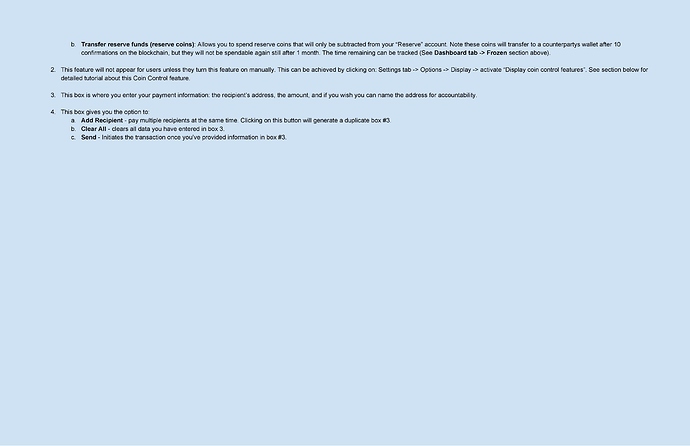 b. Transfer reserve funds (reserve coins): Allows you to spend reserve coins that will only be subtracted from your "Reserve" account. Note these coins will transfer to a counterpartys wallet after 10
confirmations on the blockchain, but they will not be spendable again still after 1 month. The time remaining can be tracked (See Dashboard tab -> Frozen section above).
2. This feature will not appear for users unless they turn this feature on manually. This can be achieved by clicking on: Settings tab -> Options -> Display -> activate "Display coin control features". See section below for
detailed tutorial about this Coin Control feature.
3. This box is where you enter your payment information: the recipient's address, the amount, and if you wish you can name the address for accountability.
4. This box gives you the option to:
a. Add Recipient - pay multiple recipients at the same time. Clicking on this button will generate a duplicate box #3.
b. Clear All - clears all data you have entered in box 3.
c. Send - Initiates the transaction once you've provided information in box #3.